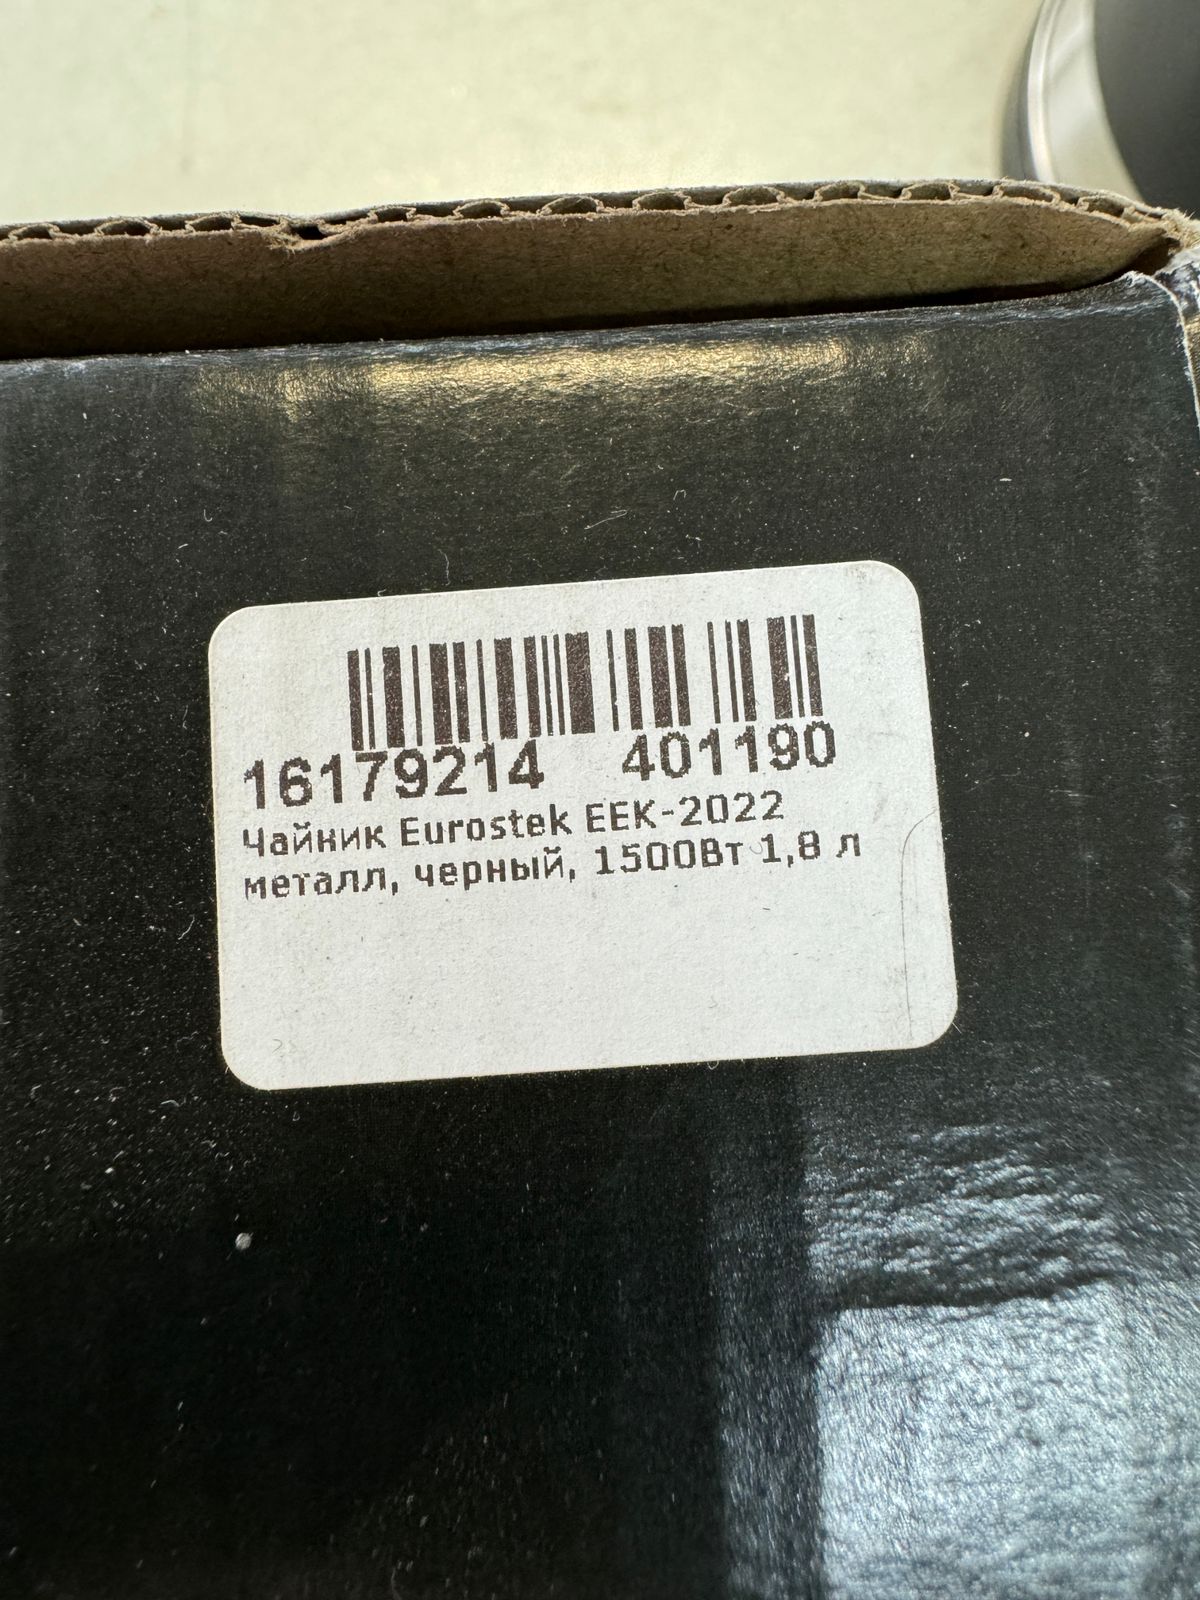 16179214 401190
Чайник Eurostek EEK-2022
металл, черный, 1500Вт 1,8 л